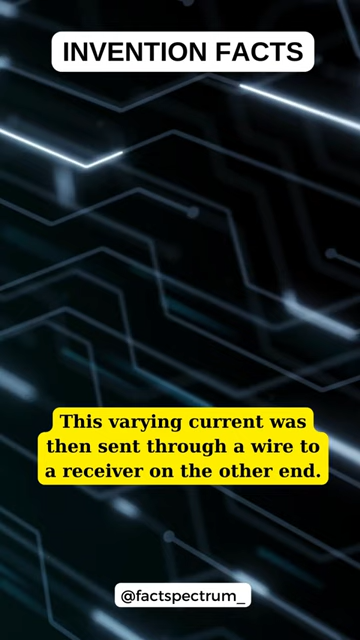 INVENTION FACTS
This varying current was
then sent through a wire to
a receiver on the other end.
@factspectrum_